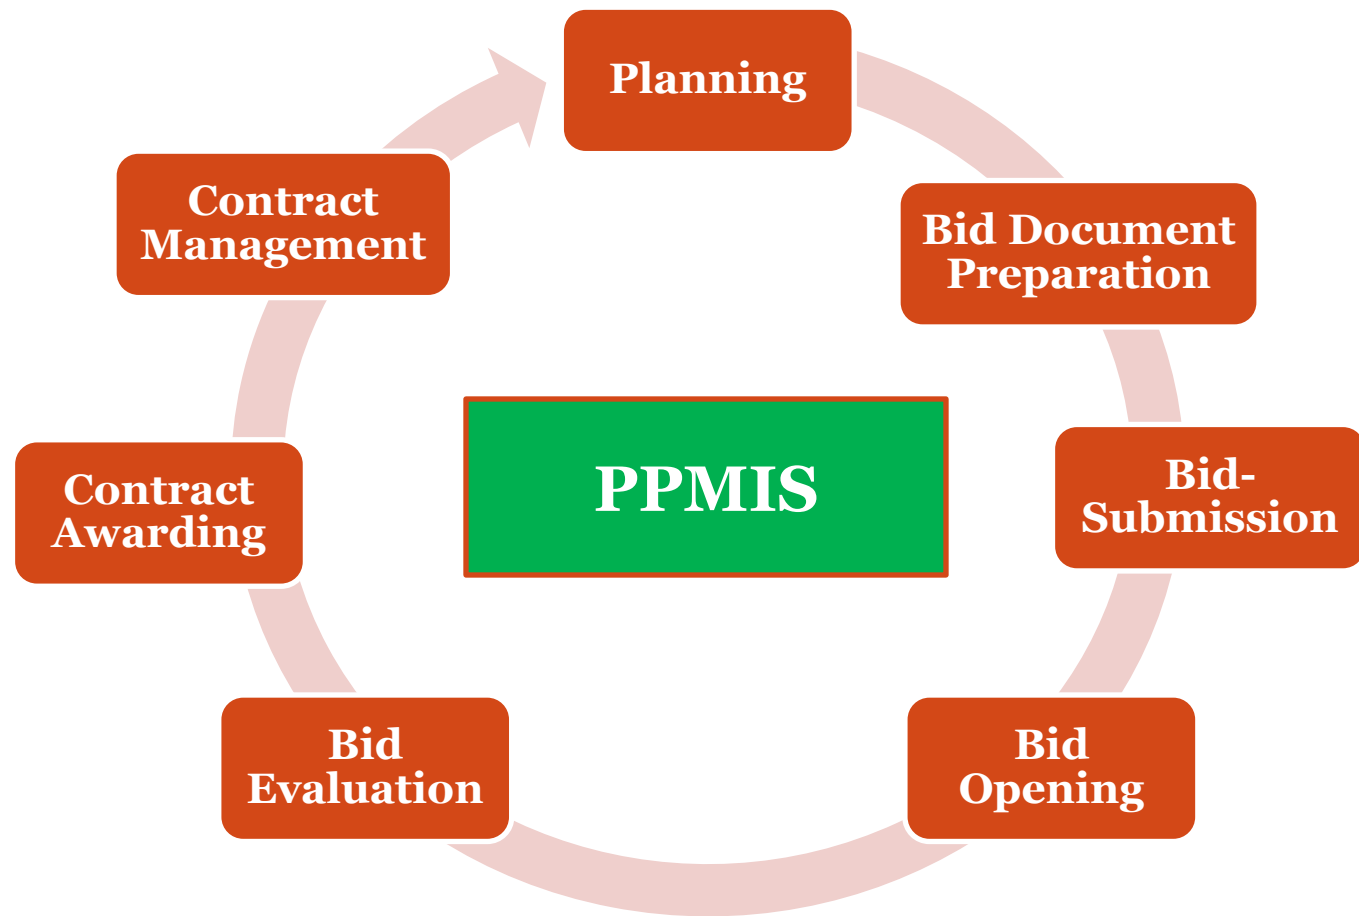 Planning
Bid Document
Preparation
Bid-
Submission
Bid
Opening
Bid
Evaluation
Contract
Awarding
Contract
Management
PPMIS